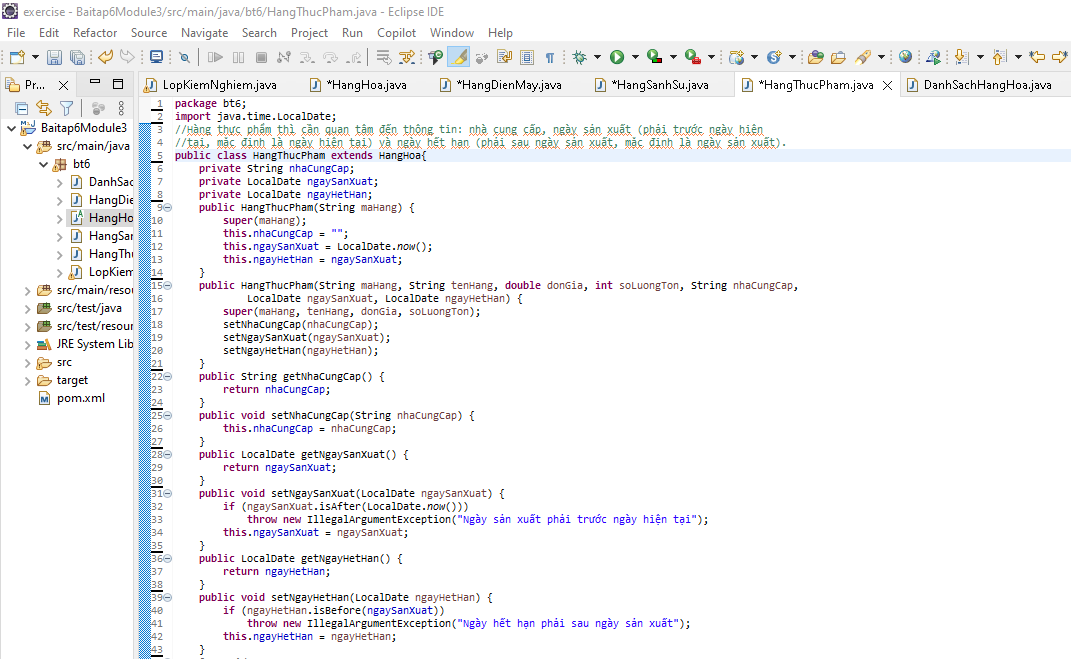 exercise - Baitap6Module3/src/main/java/bt6/HangThucPham.java - Eclipse IDE
File Edit Refactor Source Navigate Search Project Run Copilot Window Help
Pr...
LopKiemNghiem.java *HangHoa.java *HangDienMay.java *HangSanhSu.java *HangThucPham.java DanhSachHangHoa.java
Baitap6Module3
src/main/java
bt6
DanhSac
HangDie
HangHo
HangSar
HangThu
LopKiem
src/main/resou
src/test/java
src/test/resour
JRE System Lib
src
target
pom.xml
1 package bt6;
2 import java.time.LocalDate;
3 //Hàng thực phẩm thì cần quan tâm đến thông tin: nhà cung cấp, ngày sản xuất (phải trước ngày hiện
4 //tại, mặc định là ngày hiện tại) và ngày hết hạn (phải sau ngày sản xuất, mặc định là ngày sản xuất).
5 public class HangThucPham extends HangHoa{
6 private String nhaCungCap;
7 private LocalDate ngaySanXuat;
8 private LocalDate ngayHetHan;
9 public HangThucPham(String maHang) {
10 super(maHang);
11 this.nhaCungCap = "";
12 this.ngaySanXuat = LocalDate.now();
13 this.ngayHetHan = ngaySanXuat;
14 }
15 public HangThucPham(String maHang, String tenHang, double donGia, int soLuongTon, String nhaCungCap,
16 LocalDate ngaySanXuat, LocalDate ngayHetHan) {
17 super(maHang, tenHang, donGia, soLuongTon);
18 setNhaCungCap(nhaCungCap);
19 setNgaySanXuat(ngaySanXuat);
20 setNgayHetHan(ngayHetHan);
21 }
22 public String getNhaCungCap() {
23 return nhaCungCap;
24 }
25 public void setNhaCungCap(String nhaCungCap) {
26 this.nhaCungCap = nhaCungCap;
27 }
28 public LocalDate getNgaySanXuat() {
29 return ngaySanXuat;
30 }
31 public void setNgaySanXuat(LocalDate ngaySanXuat) {
32 if (ngaySanXuat.isAfter(LocalDate.now()))
33 throw new IllegalArgumentException("Ngày sản xuất phải trước ngày hiện tại");
34 this.ngaySanXuat = ngaySanXuat;
35 }
36 public LocalDate getNgayHetHan() {
37 return ngayHetHan;
38 }
39 public void setNgayHetHan(LocalDate ngayHetHan) {
40 if (ngayHetHan.isBefore(ngaySanXuat))
41 throw new IllegalArgumentException("Ngày hết hạn phải sau ngày sản xuất");
42 this.ngayHetHan = ngayHetHan;
43 }